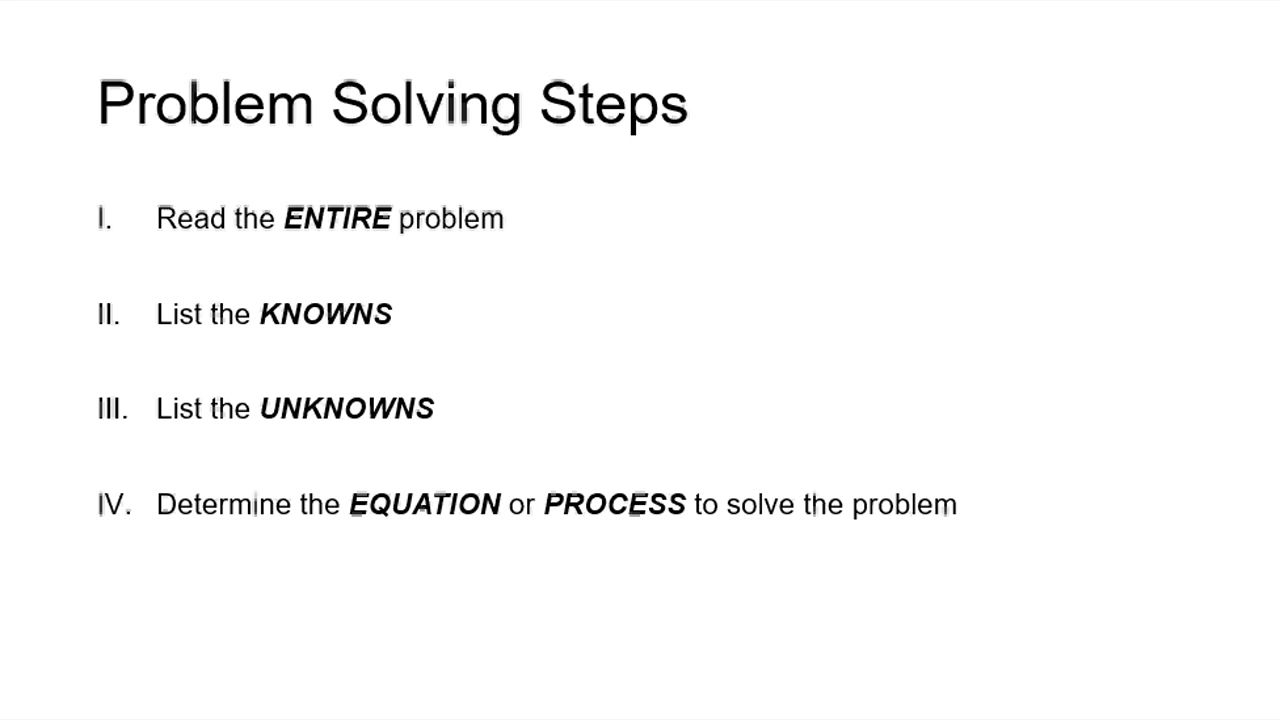 Problem Solving Steps
I. Read the ENTIRE problem
II. List the KNOWNS
III. List the UNKNOWNS
IV. Determine the EQUATION or PROCESS to solve the problem